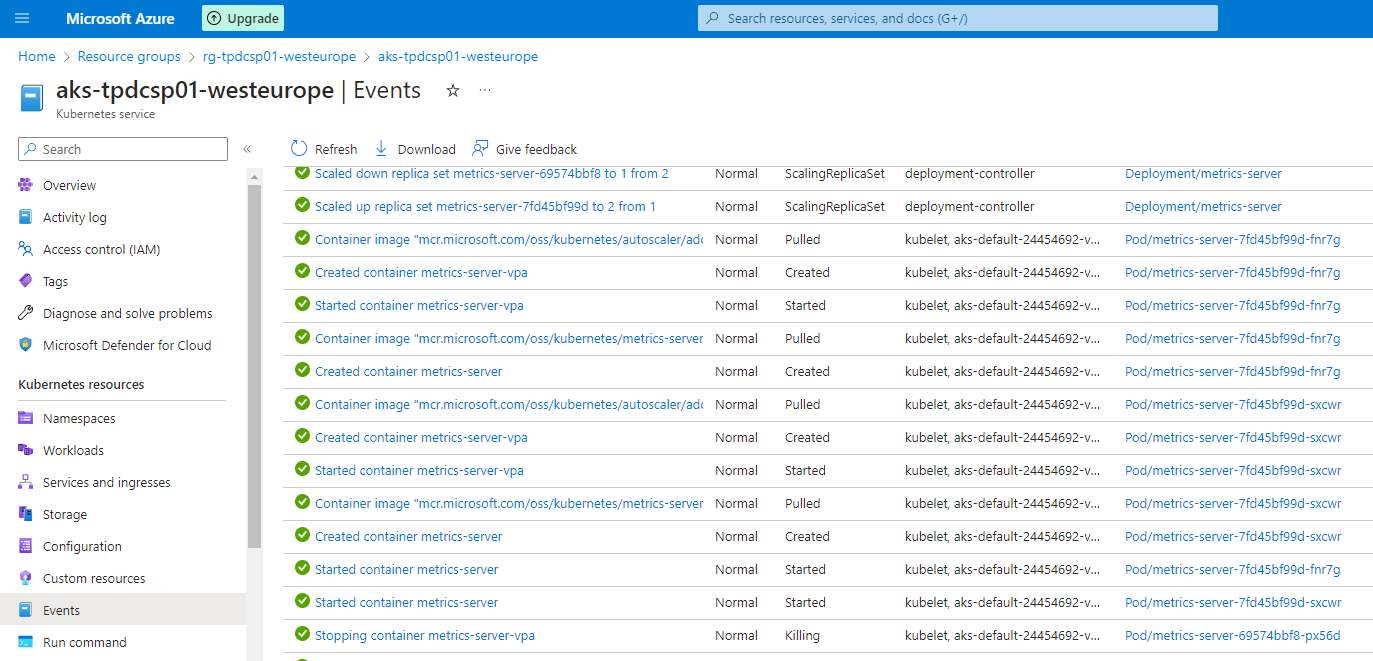 Microsoft Azure
Upgrade
Search resources, services, and docs (G+/)
Home > Resource groups > rg-tpdcsp01-westeurope > aks-tpdcsp01-westeurope
aks-tpdcsp01-westeurope | Events
Kubernetes service
Search
Overview
Activity log
Access control (IAM)
Tags
Diagnose and solve problems
Microsoft Defender for Cloud
Kubernetes resources
Namespaces
Workloads
Services and ingresses
Storage
Configuration
Custom resources
Events
Run command
Refresh Download Give feedback
Scaled down replica set metrics-server-69574bbf8 to 1 from 2 Normal ScalingReplicaSet deployment-controller Deployment/metrics-server
Scaled up replica set metrics-server-7fd45bf99d to 2 from 1 Normal ScalingReplicaSet deployment-controller Deployment/metrics-server
Container image "mcr.microsoft.com/oss/kubernetes/autoscaler/adc Normal Pulled kubelet, aks-default-24454692-v... Pod/metrics-server-7fd45bf99d-fnr7g
Created container metrics-server-vpa Normal Created kubelet, aks-default-24454692-v... Pod/metrics-server-7fd45bf99d-fnr7g
Started container metrics-server-vpa Normal Started kubelet, aks-default-24454692-v... Pod/metrics-server-7fd45bf99d-fnr7g
Container image "mcr.microsoft.com/oss/kubernetes/metrics-server Normal Pulled kubelet, aks-default-24454692-v... Pod/metrics-server-7fd45bf99d-fnr7g
Created container metrics-server Normal Created kubelet, aks-default-24454692-v... Pod/metrics-server-7fd45bf99d-fnr7g
Container image "mcr.microsoft.com/oss/kubernetes/autoscaler/adc Normal Pulled kubelet, aks-default-24454692-v... Pod/metrics-server-7fd45bf99d-sxcwr
Created container metrics-server-vpa Normal Created kubelet, aks-default-24454692-v... Pod/metrics-server-7fd45bf99d-sxcwr
Started container metrics-server-vpa Normal Started kubelet, aks-default-24454692-v... Pod/metrics-server-7fd45bf99d-sxcwr
Container image "mcr.microsoft.com/oss/kubernetes/metrics-server Normal Pulled kubelet, aks-default-24454692-v... Pod/metrics-server-7fd45bf99d-sxcwr
Created container metrics-server Normal Created kubelet, aks-default-24454692-v... Pod/metrics-server-7fd45bf99d-sxcwr
Started container metrics-server Normal Started kubelet, aks-default-24454692-v... Pod/metrics-server-7fd45bf99d-fnr7g
Started container metrics-server Normal Started kubelet, aks-default-24454692-v... Pod/metrics-server-7fd45bf99d-sxcwr
Stopping container metrics-server-vpa Normal Killing kubelet, aks-default-24454692-v... Pod/metrics-server-69574bbf8-px56d